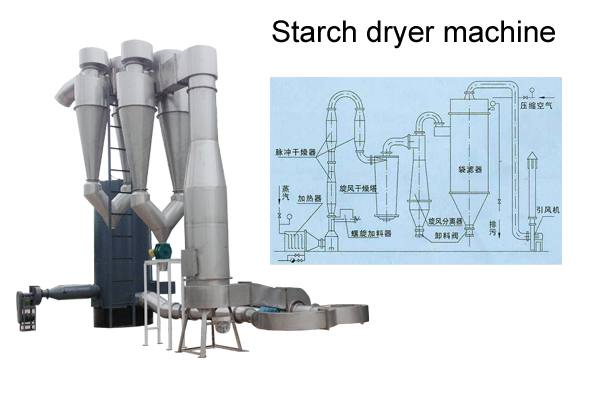 Starch dryer machine
压缩空气
脉冲干燥器
袋滤器
蒸汽
加热器
旋风干燥塔
旋风分离器
引风机
螺旋加料器
卸料阀
排污